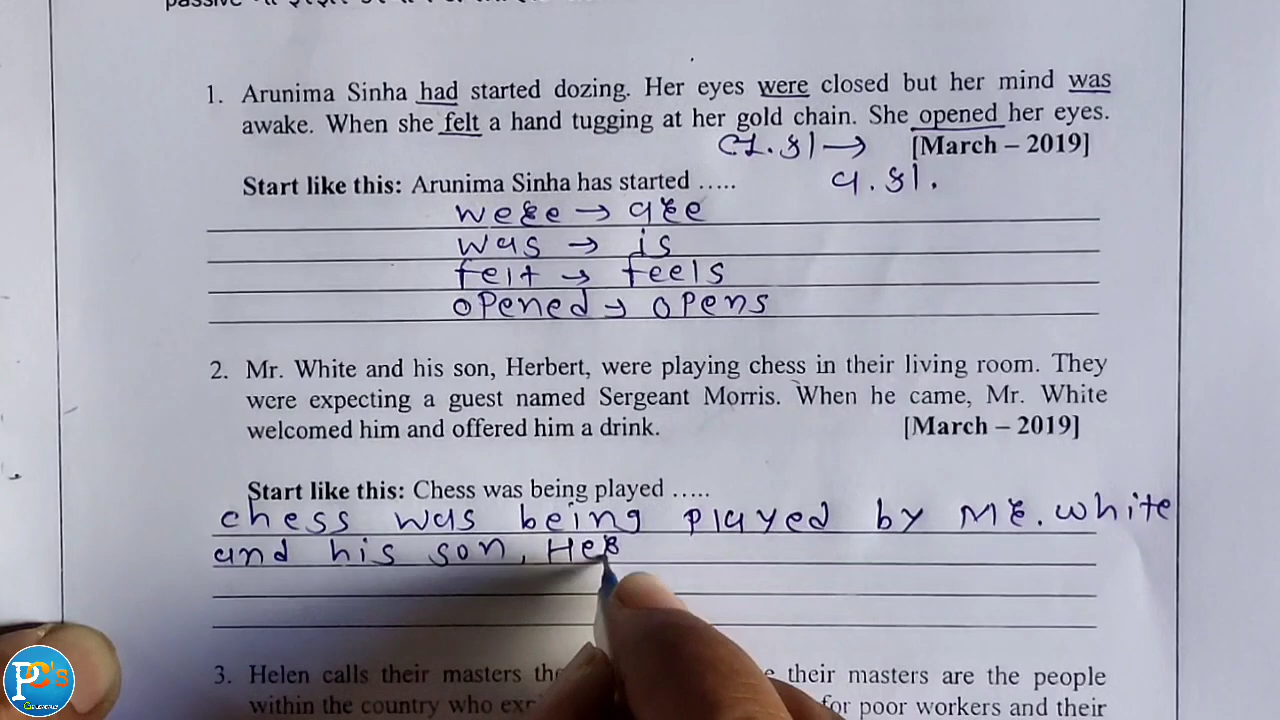 passive
1. Arunima Sinha had started dozing. Her eyes were closed but her mind was
awake. When she felt a hand tugging at her gold chain. She opened her eyes.
[March – 2019]
Start like this: Arunima Sinha has started …..
were → are
was → is
felt → feels
opened → opens
2. Mr. White and his son, Herbert, were playing chess in their living room. They
were expecting a guest named Sergeant Morris. When he came, Mr. White
welcomed him and offered him a drink. [March – 2019]
Start like this: Chess was being played …..
chess was being played by Mr. white
and his son, Her
3. Helen calls their masters their masters are the people
within the country who for poor workers and their
PC's